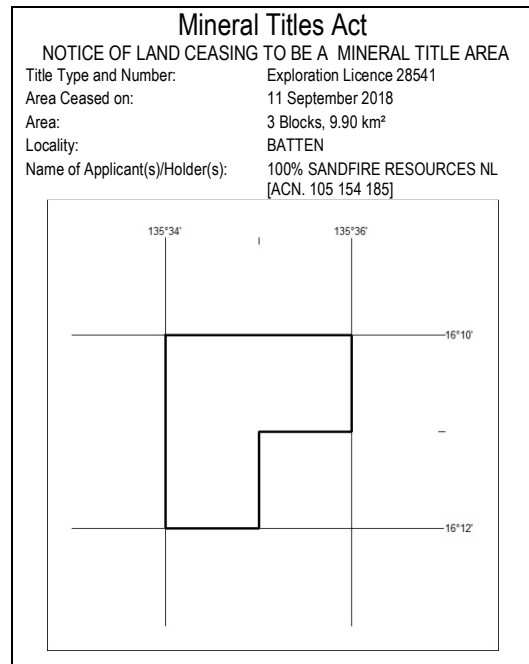 Mineral Titles Act
NOTICE OF LAND CEASING TO BE A MINERAL TITLE AREA
Title Type and Number: Exploration Licence 28541
Area Ceased on: 11 September 2018
Area: 3 Blocks, 9.90 km²
Locality: BATTEN
Name of Applicant(s)/Holder(s): 100% SANDFIRE RESOURCES NL
[ACN. 105 154 185]
135°34' 135°36'
16°10'
16°12'